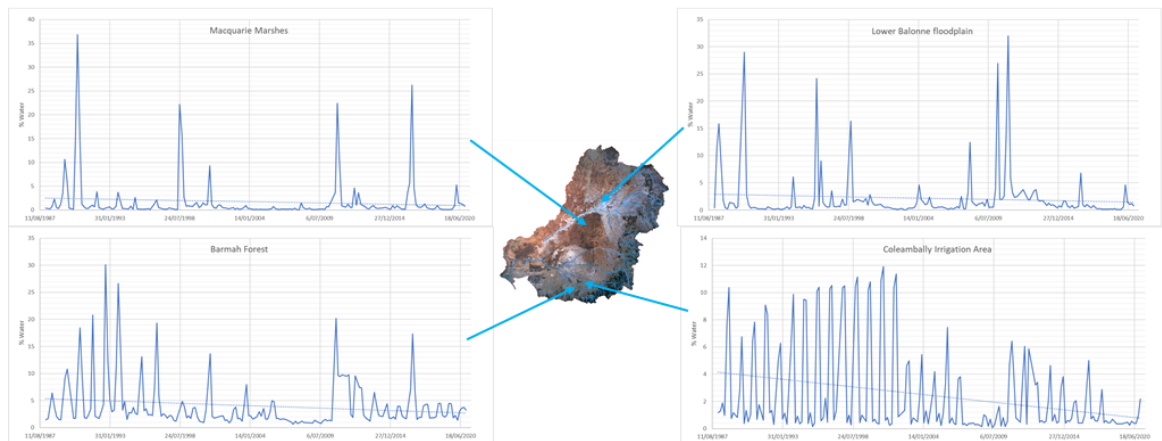 Macquarie Marshes
% Water
40
35
30
25
20
15
10
5
0
11/08/1987 31/01/1993 24/07/1998 14/01/2004 6/07/2009 27/12/2014 18/06/2020
Lower Balonne floodplain
% Water
35
30
25
20
15
10
5
0
11/08/1987 31/01/1993 24/07/1998 14/01/2004 6/07/2009 27/12/2014 18/06/2020
Barmah Forest
% Water
35
30
25
20
15
10
5
0
11/08/1987 31/01/1993 24/07/1998 14/01/2004 6/07/2009 27/12/2014 18/06/2020
Coleambally Irrigation Area
% Water
14
12
10
8
6
4
2
0
11/08/1987 31/01/1993 24/07/1998 14/01/2004 6/07/2009 27/12/2014 18/06/2020